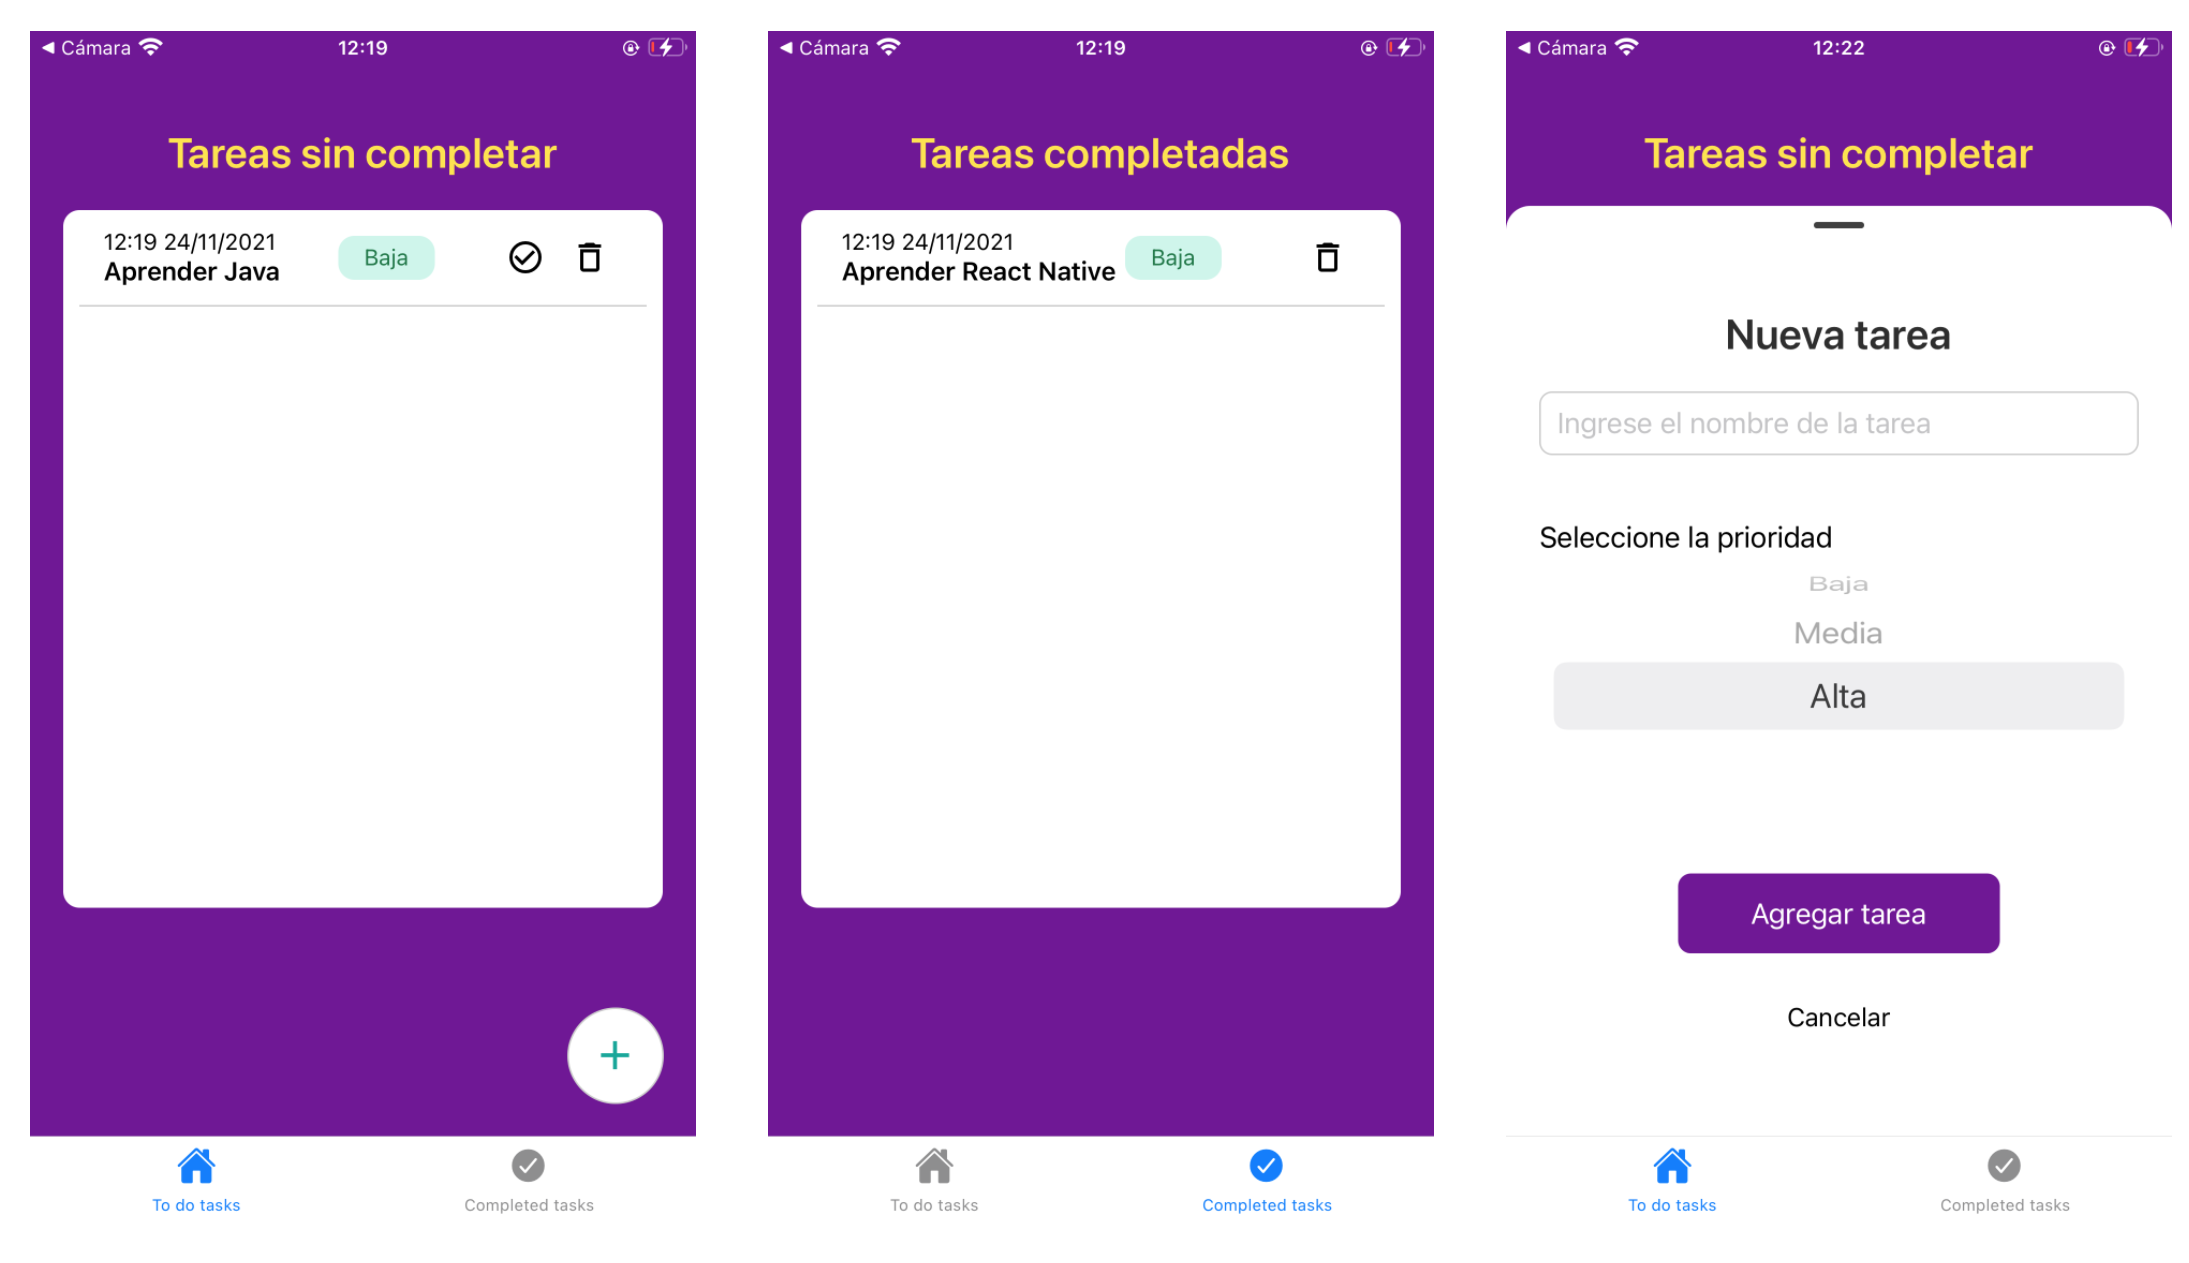 Cámara
12:19
Tareas sin completar
12:19 24/11/2021
Aprender Java
Baja
To do tasks
Completed tasks
Cámara
12:19
Tareas completadas
12:19 24/11/2021
Aprender React Native
Baja
To do tasks
Completed tasks
Cámara
12:22
Tareas sin completar
Nueva tarea
Ingrese el nombre de la tarea
Seleccione la prioridad
Baja
Media
Alta
Agregar tarea
Cancelar
To do tasks
Completed tasks